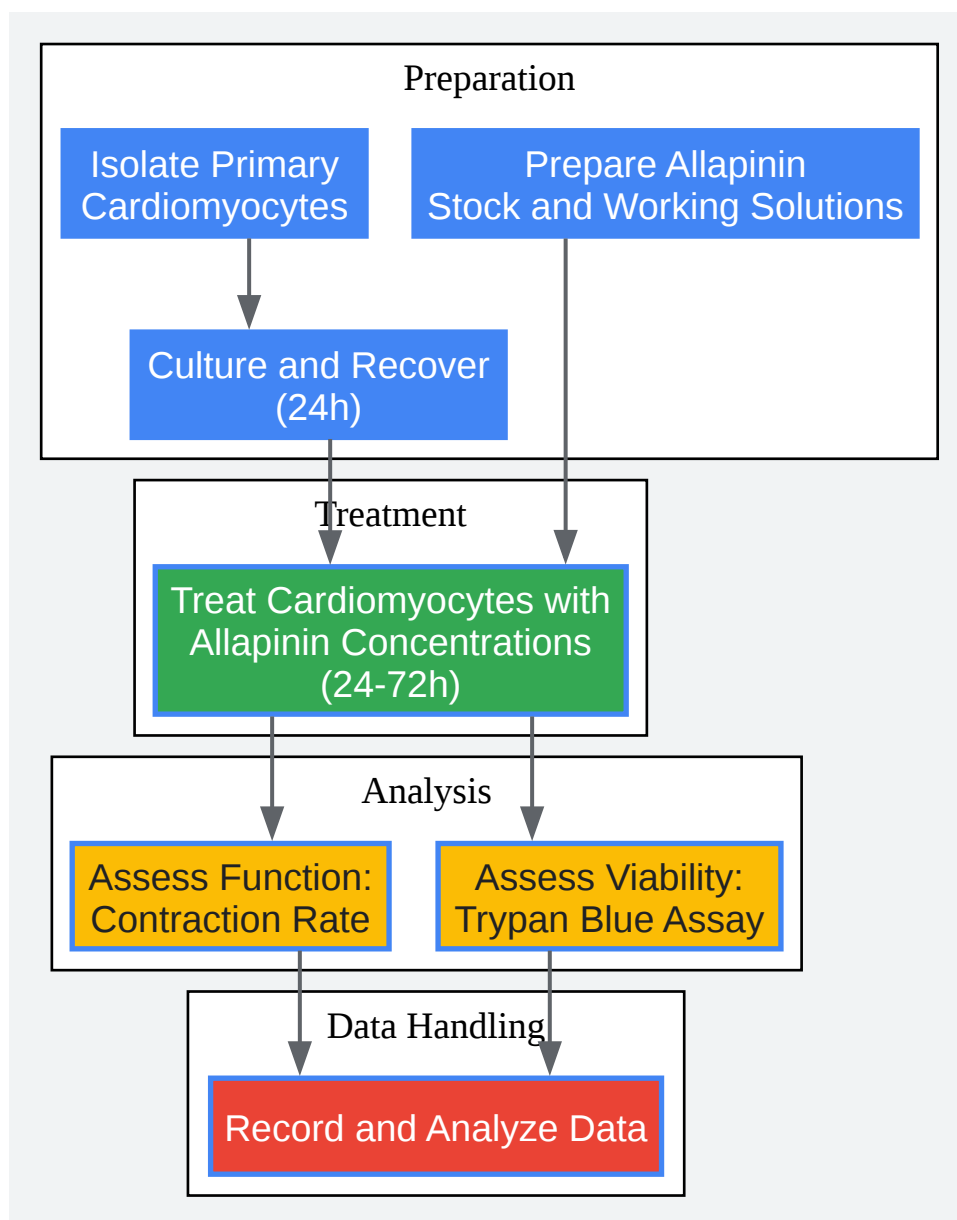 Preparation
Isolate Primary
Cardiomyocytes
Prepare Allapinin
Stock and Working Solutions
Culture and Recover
(24h)
Treatment
Treat Cardiomyocytes with
Allapinin Concentrations
(24-72h)
Analysis
Assess Function:
Contraction Rate
Assess Viability:
Trypan Blue Assay
Data Handling
Record and Analyze Data